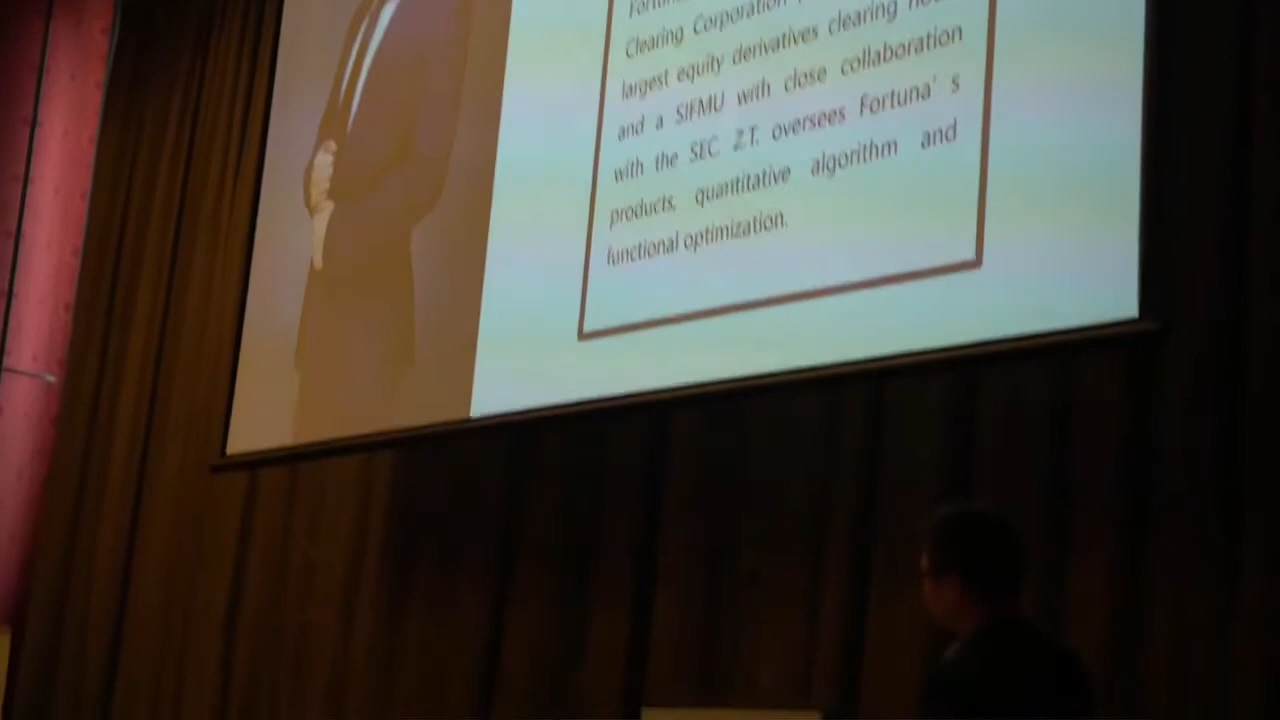 Clearing Corporation
largest equity derivatives clearing
and a SIFMU with close collaboration
with the SEC. Z.T. oversees Fortuna' s
products, quantitative algorithm and
functional optimization.